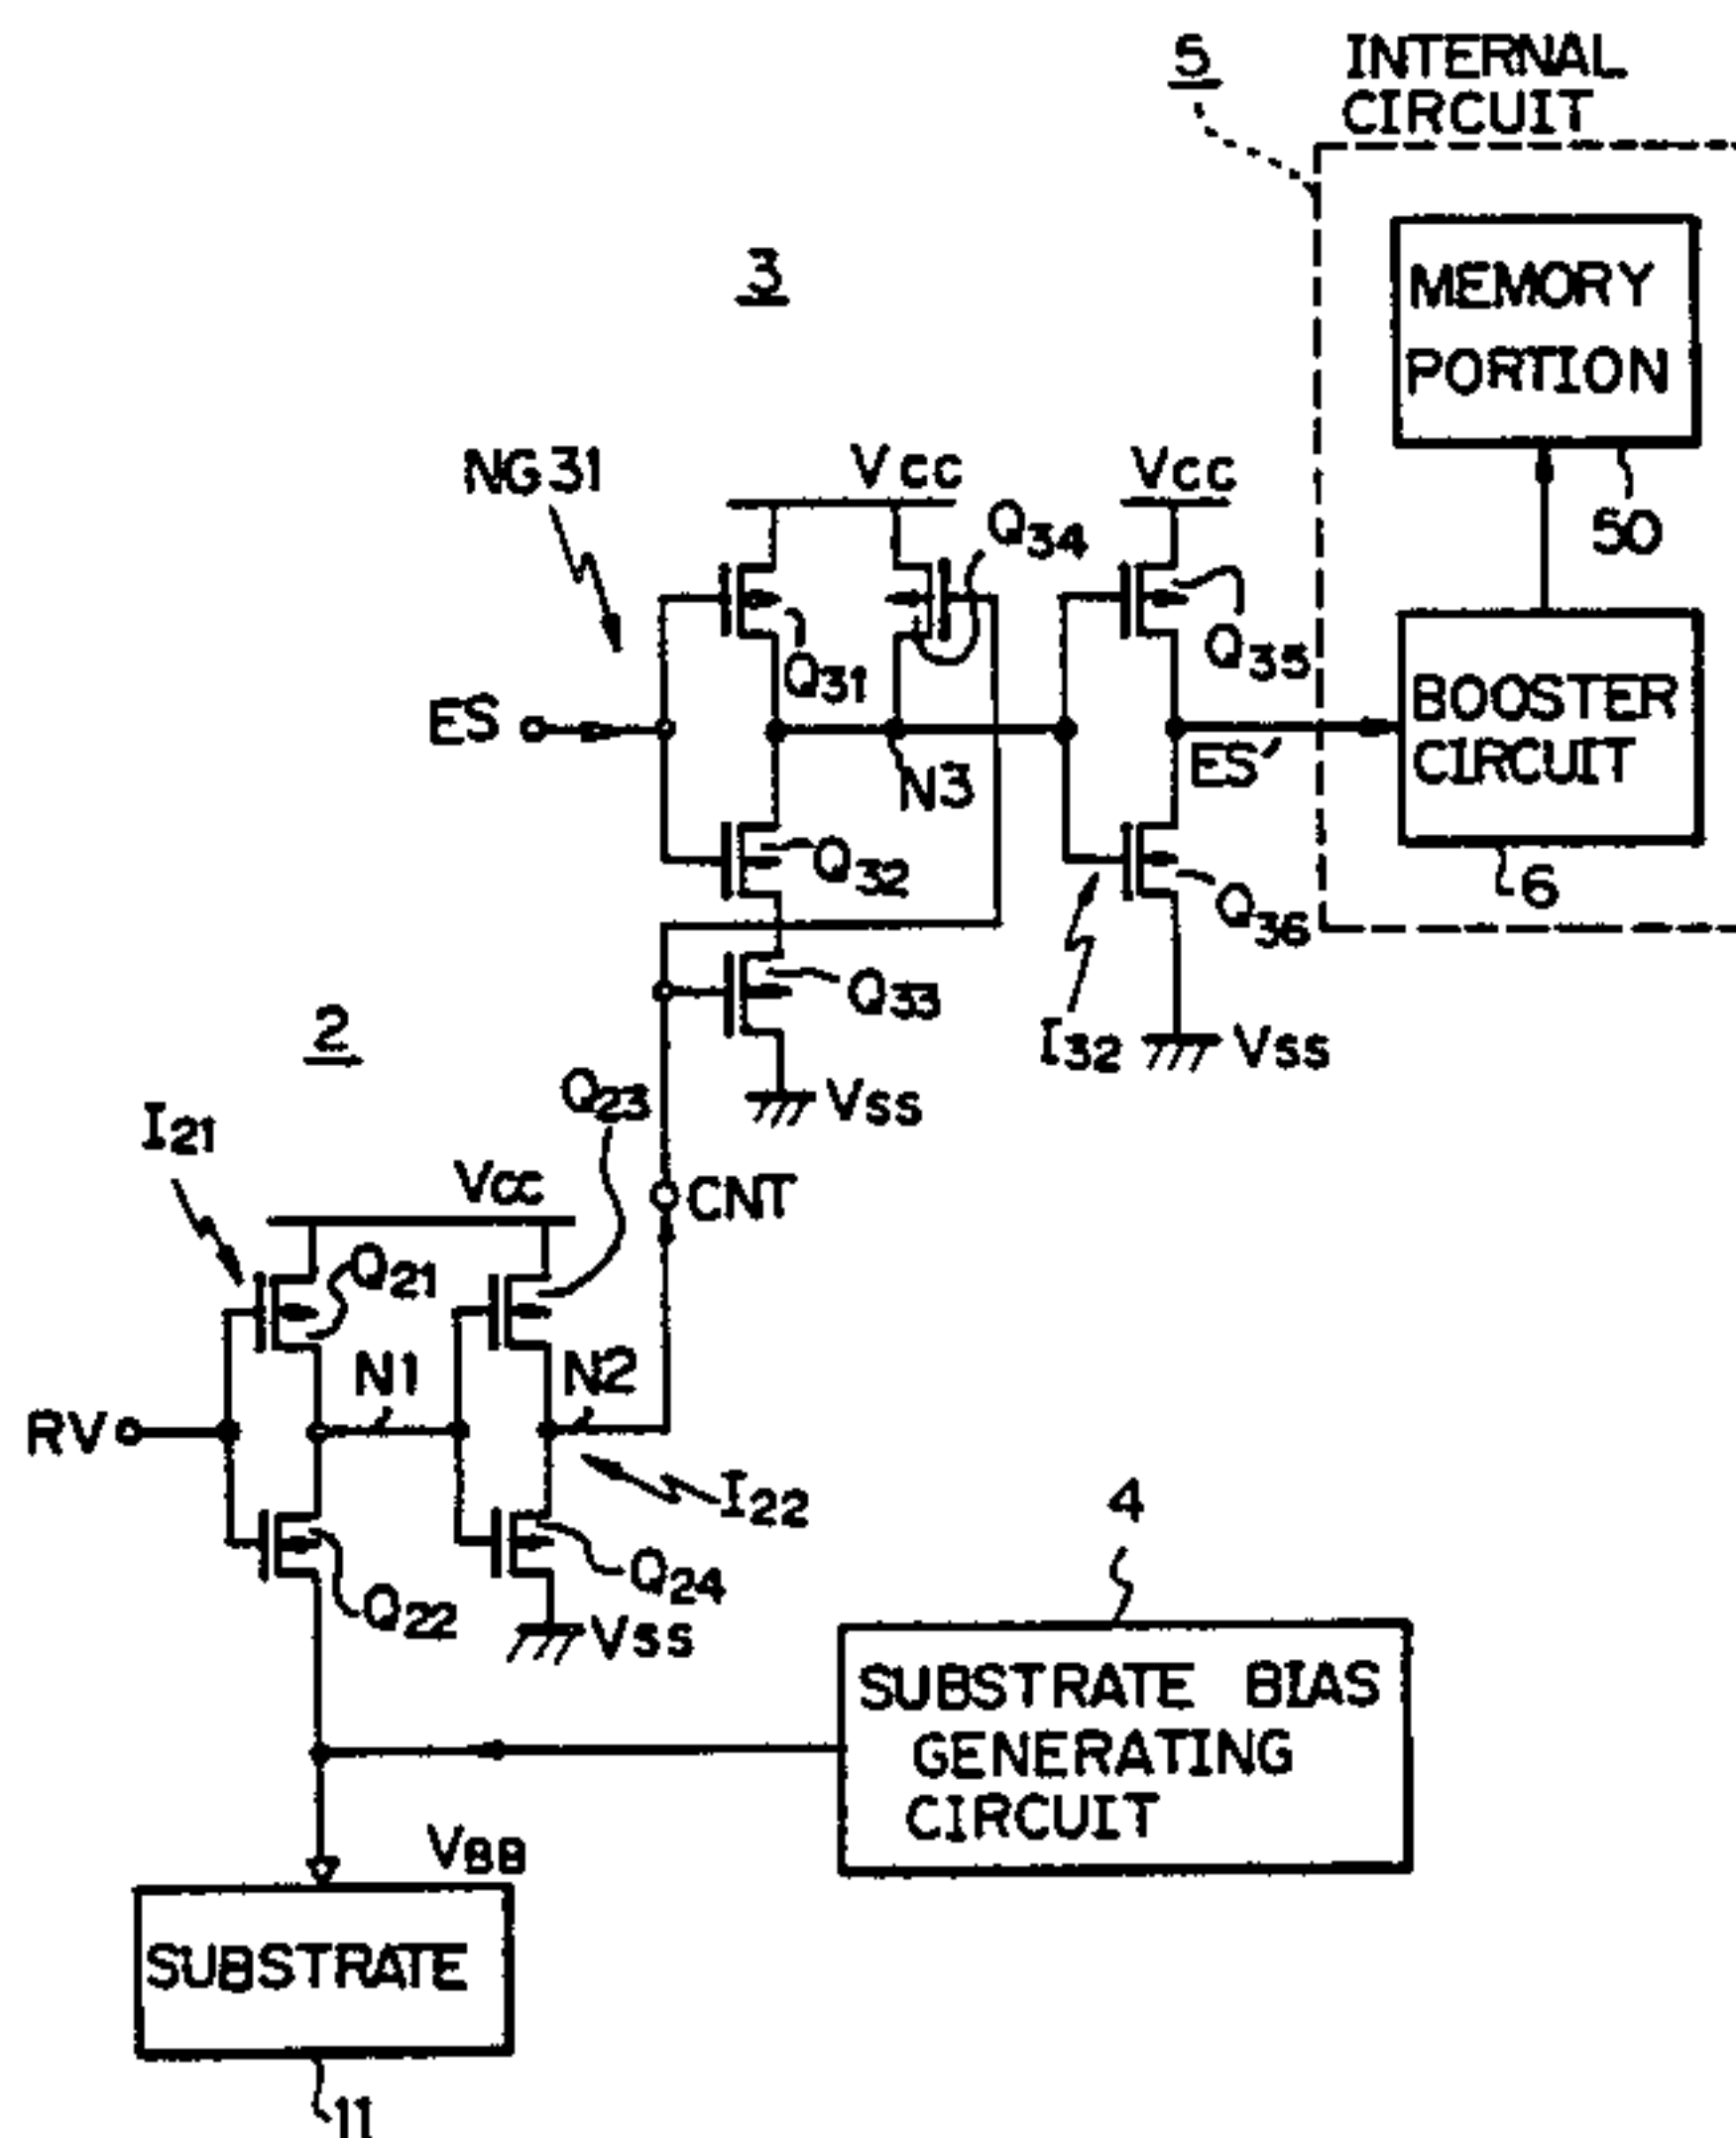 5
INTERNAL
CIRCUIT
3
MEMORY
PORTION
50
NG31
Vcc
Vcc
Q34
Q31
Q35
ES
N3
ES'
BOOSTER
CIRCUIT
6
Q32
Q36
Q33
I32
Vss
Vss
2
Q23
I21
Vcc
CNT
Q21
N1
N2
RV
I22
Q22
Q24
Vss
4
SUBSTRATE BIAS
GENERATING
CIRCUIT
VBB
SUBSTRATE
11